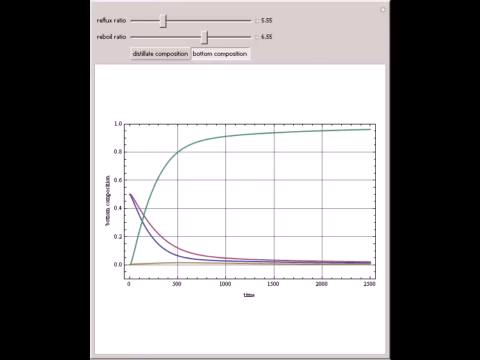 reflux ratio 5.55
reboil ratio 6.55
distillate composition bottom composition
1.0
0.8
0.6
0.4
0.2
0.0
bottom composition
0 500 1000 1500 2000 2500
time